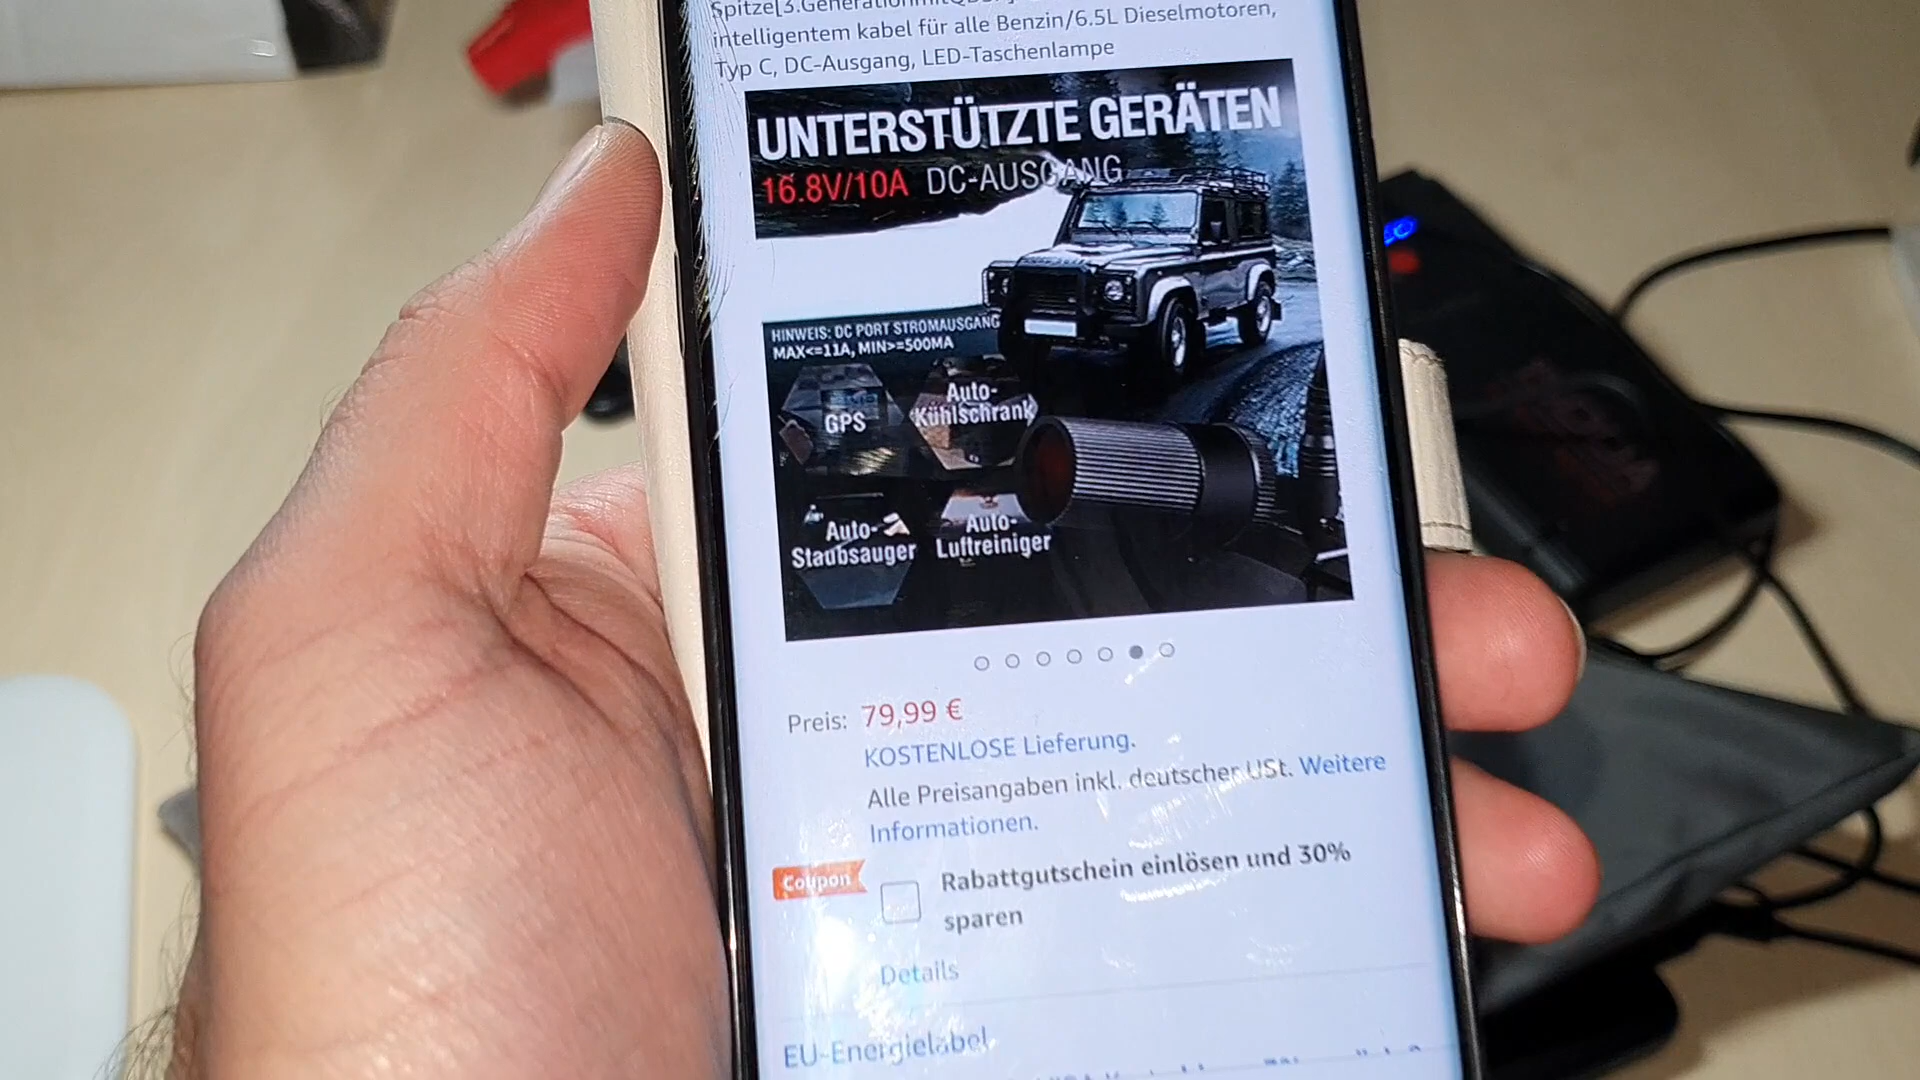 intelligentem kabel für alle Benzin/6.5L Dieselmotoren,
Typ C, DC-Ausgang, LED-Taschenlampe
UNTERSTÜTZTE GERÄTEN
16.8V/10A DC-AUSGANG
HINWEIS: DC PORT STROMAUSGANG
MAX<=11A, MIN>=500MA
GPS
Auto-
Kühlschrank
Auto-
Staubsauger
Auto-
Luftreiniger
Preis: 79,99 €
KOSTENLOSE Lieferung.
Alle Preisangaben inkl. deutscher USt. Weitere
Informationen.
Coupon
Rabattgutschein einlösen und 30%
sparen
Details
EU-Energielabel